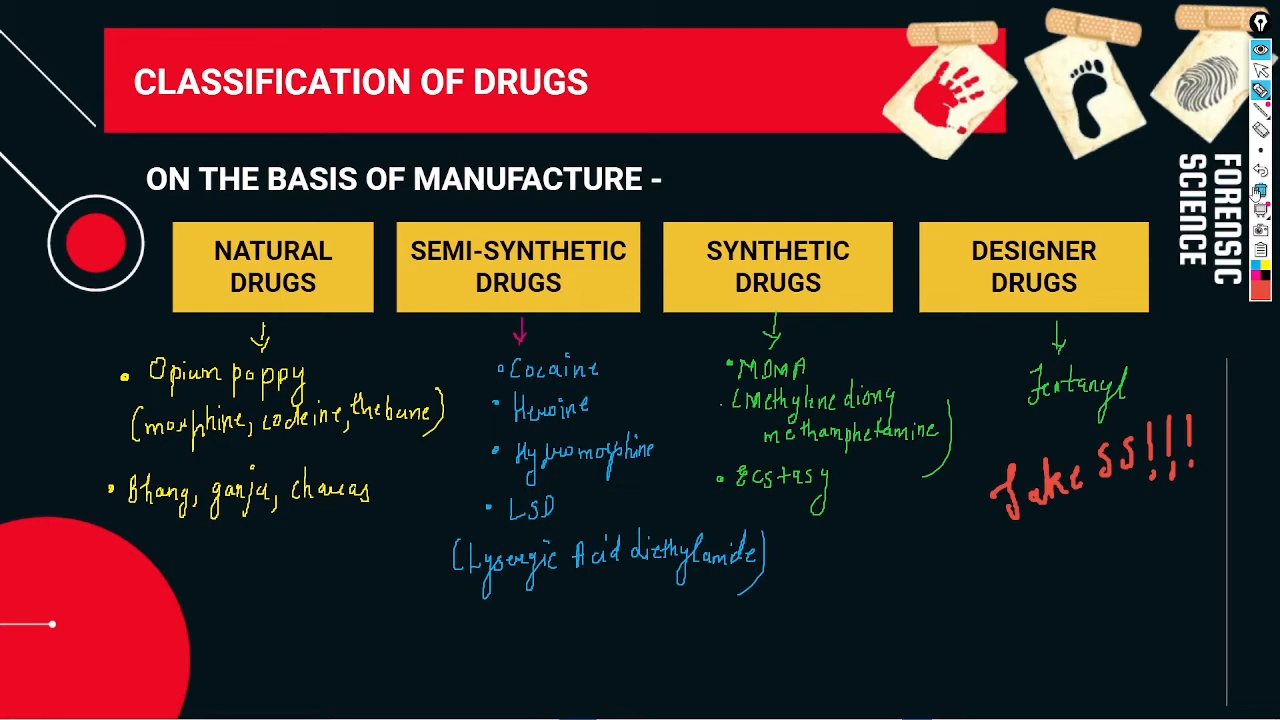 CLASSIFICATION OF DRUGS
FORENSIC
SCIENCE
ON THE BASIS OF MANUFACTURE -
NATURAL
DRUGS
SEMI-SYNTHETIC
DRUGS
SYNTHETIC
DRUGS
DESIGNER
DRUGS
• Opium poppy
(morphine, codeine, thebane)
• Bhang, ganja, charas
• Cocaine
• Heroine
• Hydromorphine
• LSD
(Lysergic Acid diethylamide)
• MDMA
(Methylene dioxy
methamphetamine)
• Ecstasy
Fentanyl
Take SS!!!